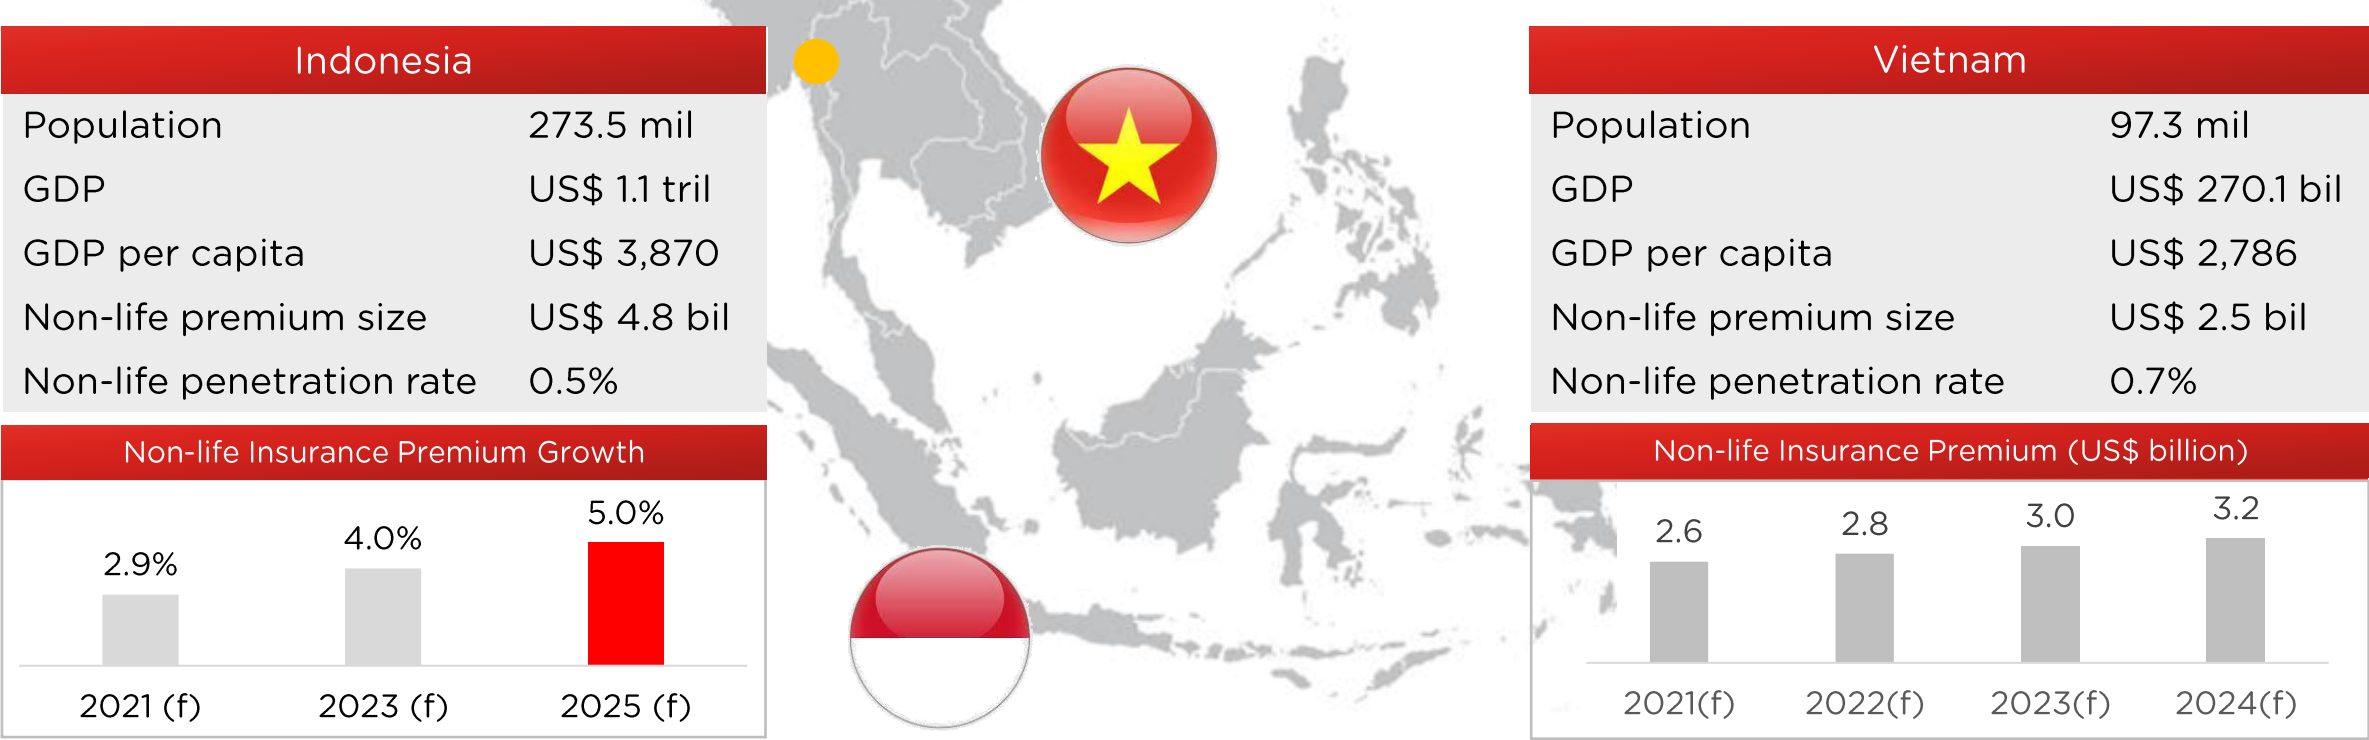 Indonesia
Population 273.5 mil
GDP US$ 1.1 tril
GDP per capita US$ 3,870
Non-life premium size US$ 4.8 bil
Non-life penetration rate 0.5%
Non-life Insurance Premium Growth
2.9% 4.0% 5.0%
2021 (f) 2023 (f) 2025 (f)
Vietnam
Population 97.3 mil
GDP US$ 270.1 bil
GDP per capita US$ 2,786
Non-life premium size US$ 2.5 bil
Non-life penetration rate 0.7%
Non-life Insurance Premium (US$ billion)
2.6 2.8 3.0 3.2
2021(f) 2022(f) 2023(f) 2024(f)